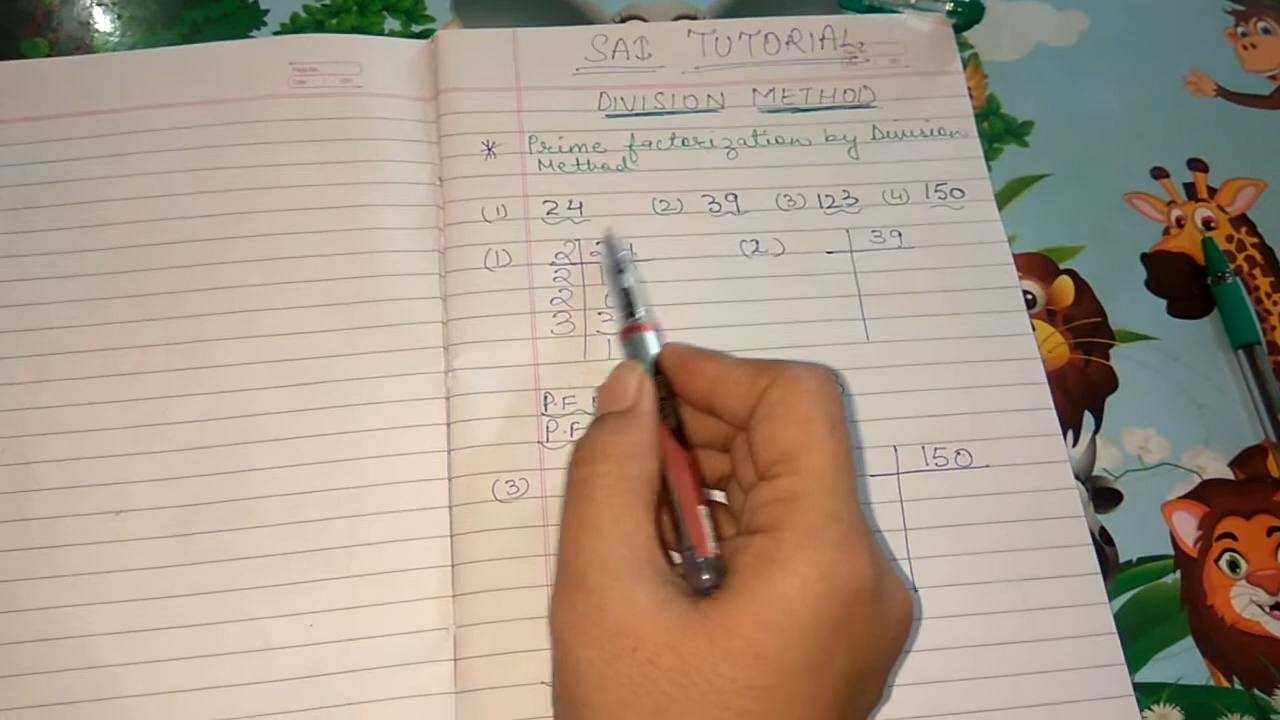 SAI TUTORIAL
DIVISION METHOD
* Prime factorization by Division
Method
(1) 24 (2) 39 (3) 123 (4) 150
(1) 2
2
2
3
1
(2) 39
P.F
P.F
(3)
150